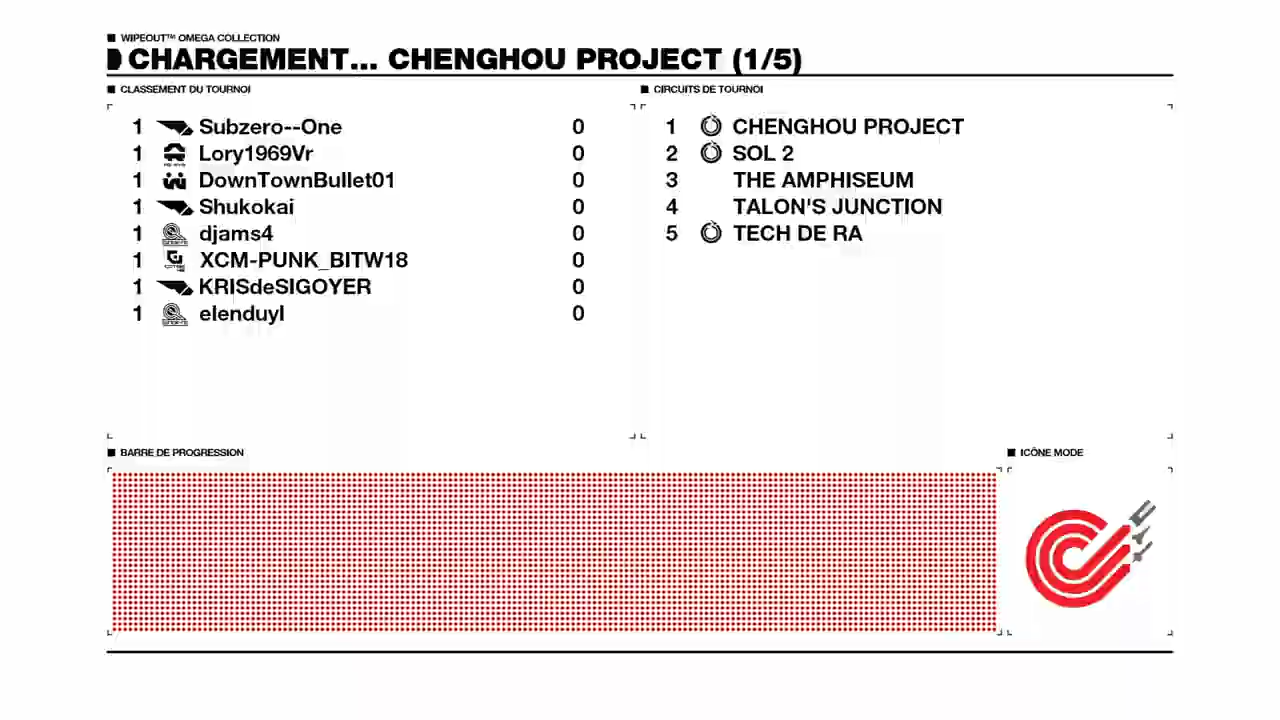 WIPEOUT™ OMEGA COLLECTION
CHARGEMENT... CHENGHOU PROJECT (1/5)
CLASSEMENT DU TOURNOI
1 Subzero--One 0
1 Lory1969Vr 0
1 DownTownBullet01 0
1 Shukokai 0
1 djams4 0
1 XCM-PUNK_BITW18 0
1 KRISdeSIGOYER 0
1 elenduyl 0
CIRCUITS DE TOURNOI
1 CHENGHOU PROJECT
2 SOL 2
3 THE AMPHISEUM
4 TALON'S JUNCTION
5 TECH DE RA
BARRE DE PROGRESSION
ICÔNE MODE